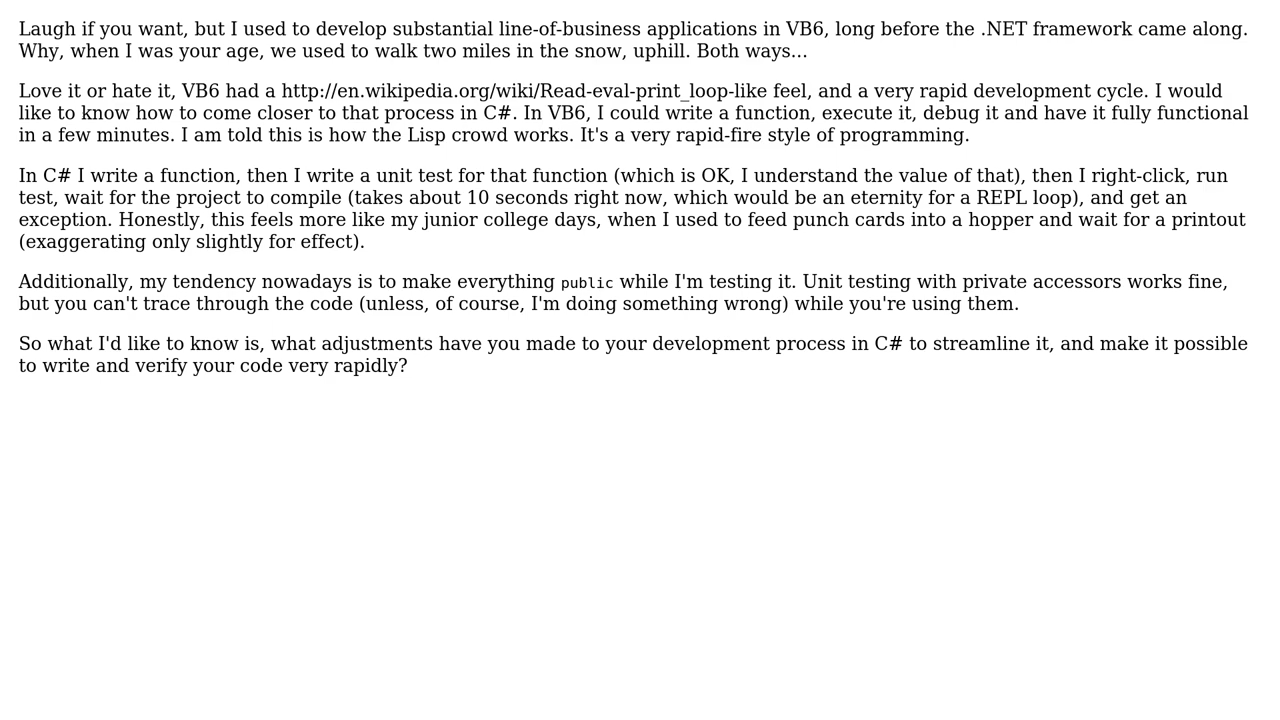 Laugh if you want, but I used to develop substantial line-of-business applications in VB6, long before the .NET framework came along.
Why, when I was your age, we used to walk two miles in the snow, uphill. Both ways...
Love it or hate it, VB6 had a http://en.wikipedia.org/wiki/Read-eval-print_loop-like feel, and a very rapid development cycle. I would
like to know how to come closer to that process in C#. In VB6, I could write a function, execute it, debug it and have it fully functional
in a few minutes. I am told this is how the Lisp crowd works. It's a very rapid-fire style of programming.
In C# I write a function, then I write a unit test for that function (which is OK, I understand the value of that), then I right-click, run
test, wait for the project to compile (takes about 10 seconds right now, which would be an eternity for a REPL loop), and get an
exception. Honestly, this feels more like my junior college days, when I used to feed punch cards into a hopper and wait for a printout
(exaggerating only slightly for effect).
Additionally, my tendency nowadays is to make everything public while I'm testing it. Unit testing with private accessors works fine,
but you can't trace through the code (unless, of course, I'm doing something wrong) while you're using them.
So what I'd like to know is, what adjustments have you made to your development process in C# to streamline it, and make it possible
to write and verify your code very rapidly?